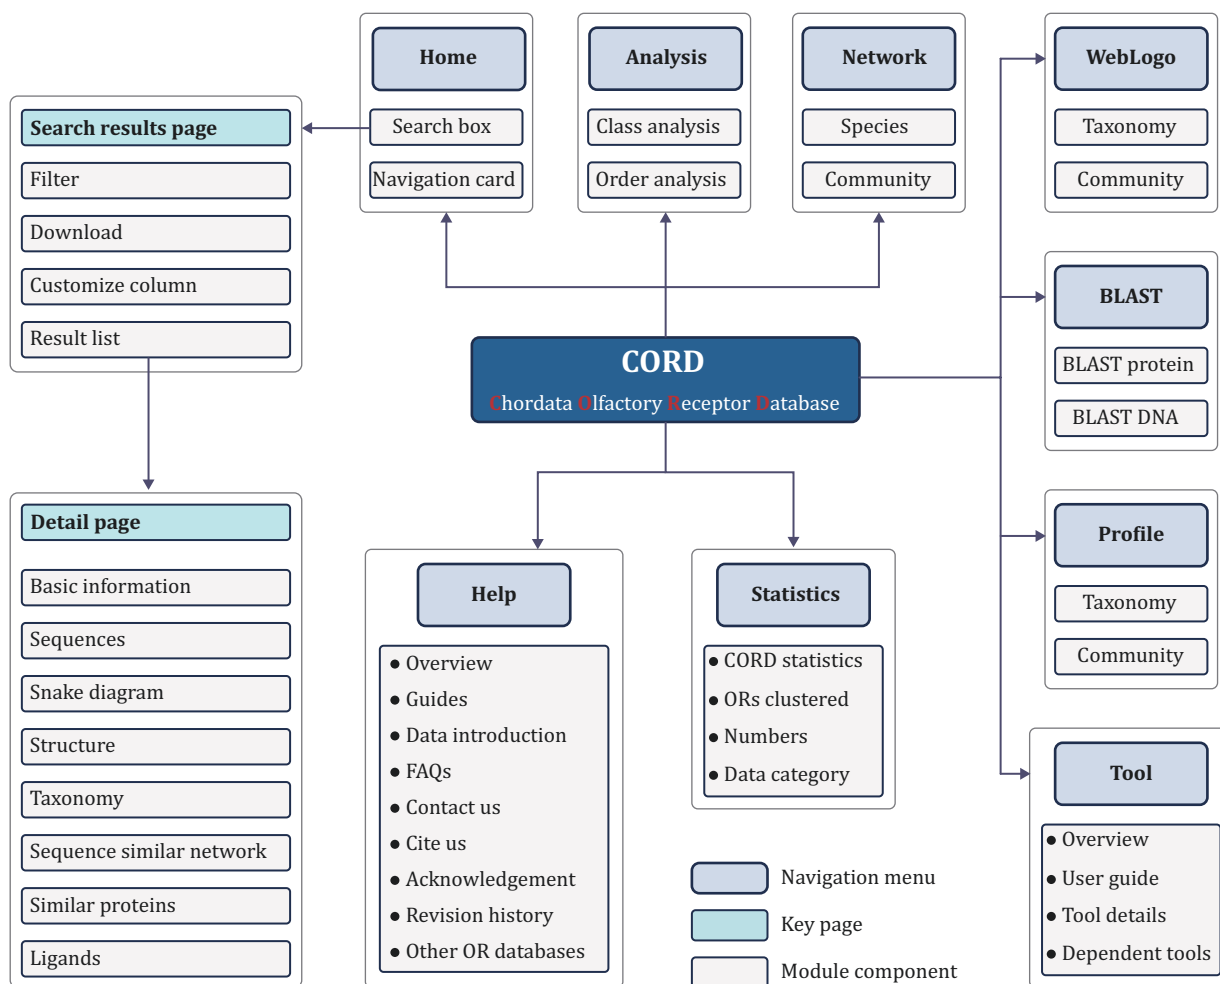 Home
Search box
Navigation card
Analysis
Class analysis
Order analysis
Network
Species
Community
WebLogo
Taxonomy
Community
Search results page
Filter
Download
Customize column
Result list
BLAST
BLAST protein
BLAST DNA
CORD
Chordata Olfactory Receptor Database
Detail page
Basic information
Sequences
Snake diagram
Structure
Taxonomy
Sequence similar network
Similar proteins
Ligands
Help
• Overview
• Guides
• Data introduction
• FAQs
• Contact us
• Cite us
• Acknowledgement
• Revision history
• Other OR databases
Statistics
• CORD statistics
• ORs clustered
• Numbers
• Data category
Profile
Taxonomy
Community
Tool
• Overview
• User guide
• Tool details
• Dependent tools
Navigation menu
Key page
Module component